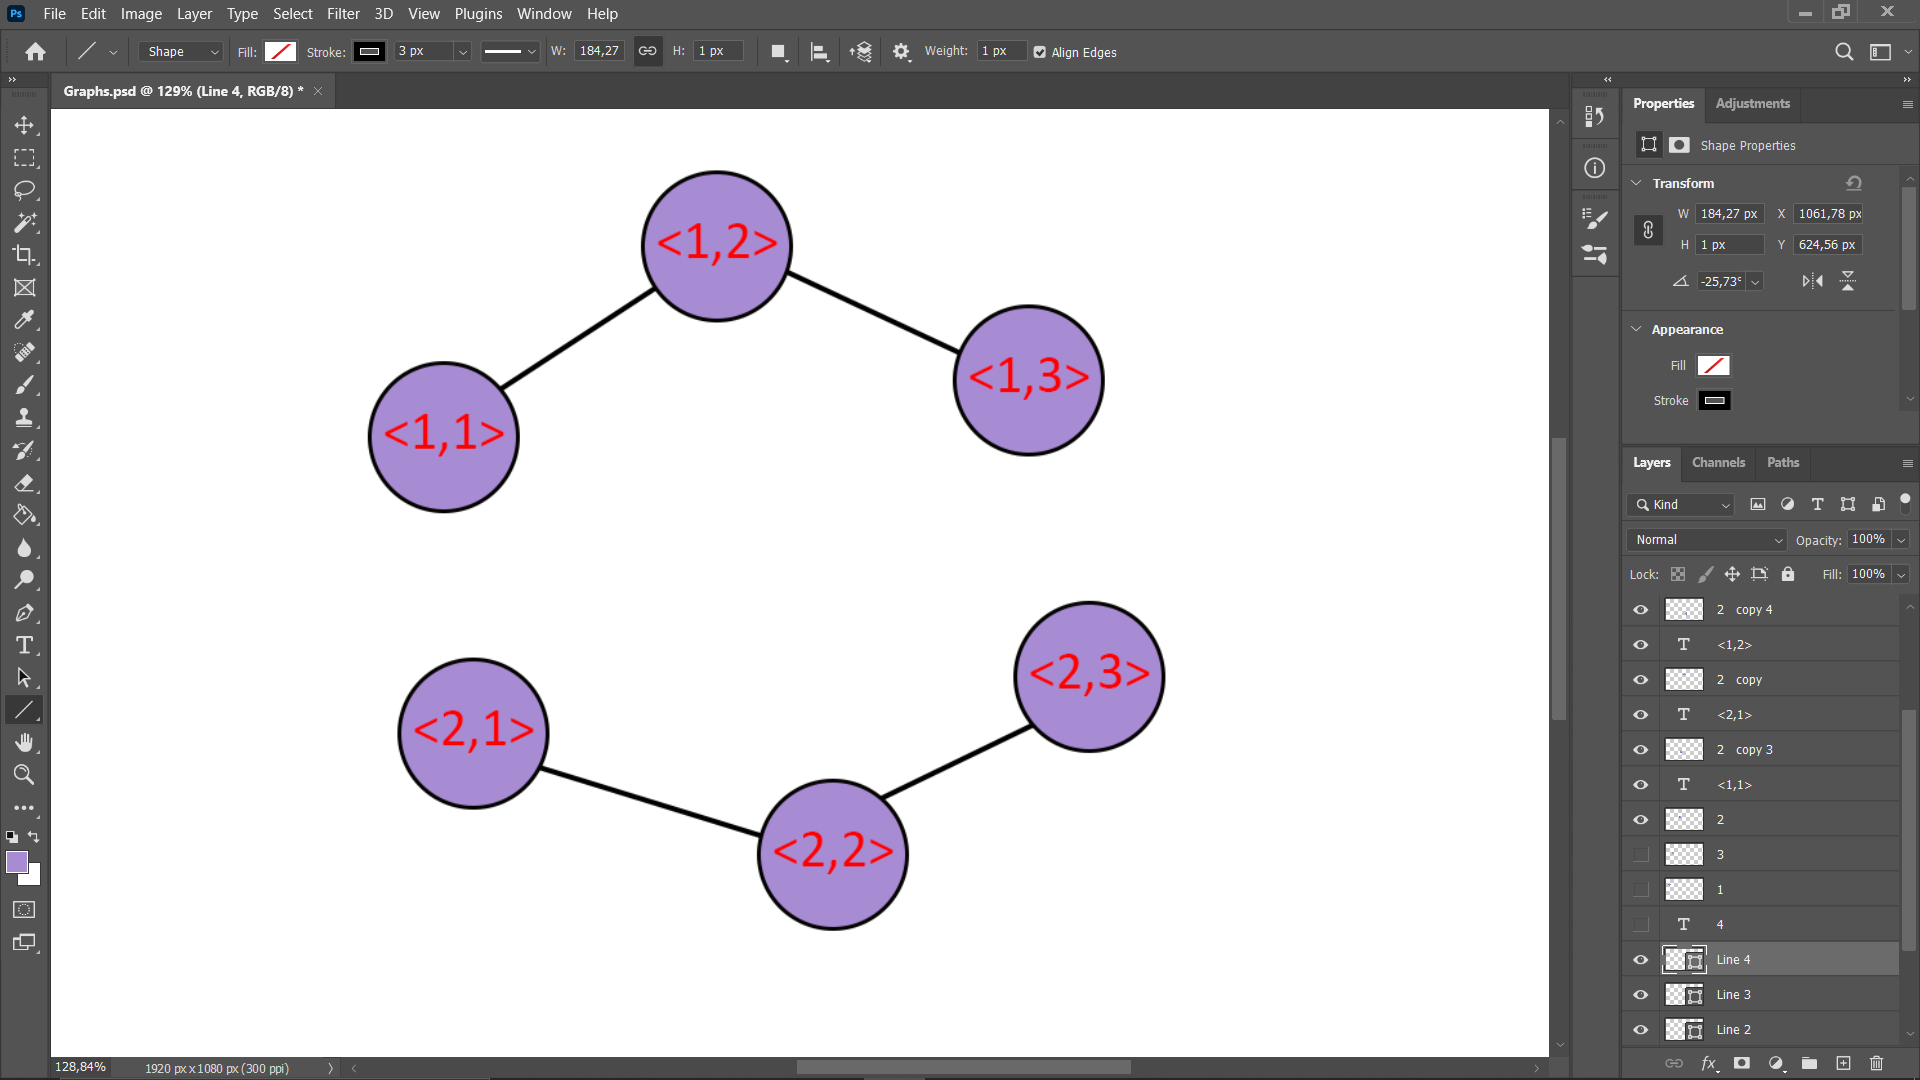 Ps File Edit Image Layer Type Select Filter 3D View Plugins Window Help
Shape Fill: Stroke: 3 px W: 184,27 H: 1 px Weight: 1 px Align Edges
Graphs.psd @ 129% (Line 4, RGB/8) *
<1,2>
<1,3>
<1,1>
<2,3>
<2,1>
<2,2>
128,84% 1920 px x 1080 px (300 ppi)
Properties Adjustments
Shape Properties
Transform
W 184,27 px X 1061,78 px
H 1 px Y 624,56 px
-25,73°
Appearance
Fill
Stroke
Layers Channels Paths
Kind
Normal Opacity: 100%
Lock: Fill: 100%
2 copy 4
<1,2>
2 copy
<2,1>
2 copy 3
<1,1>
2
3
1
4
Line 4
Line 3
Line 2
fx